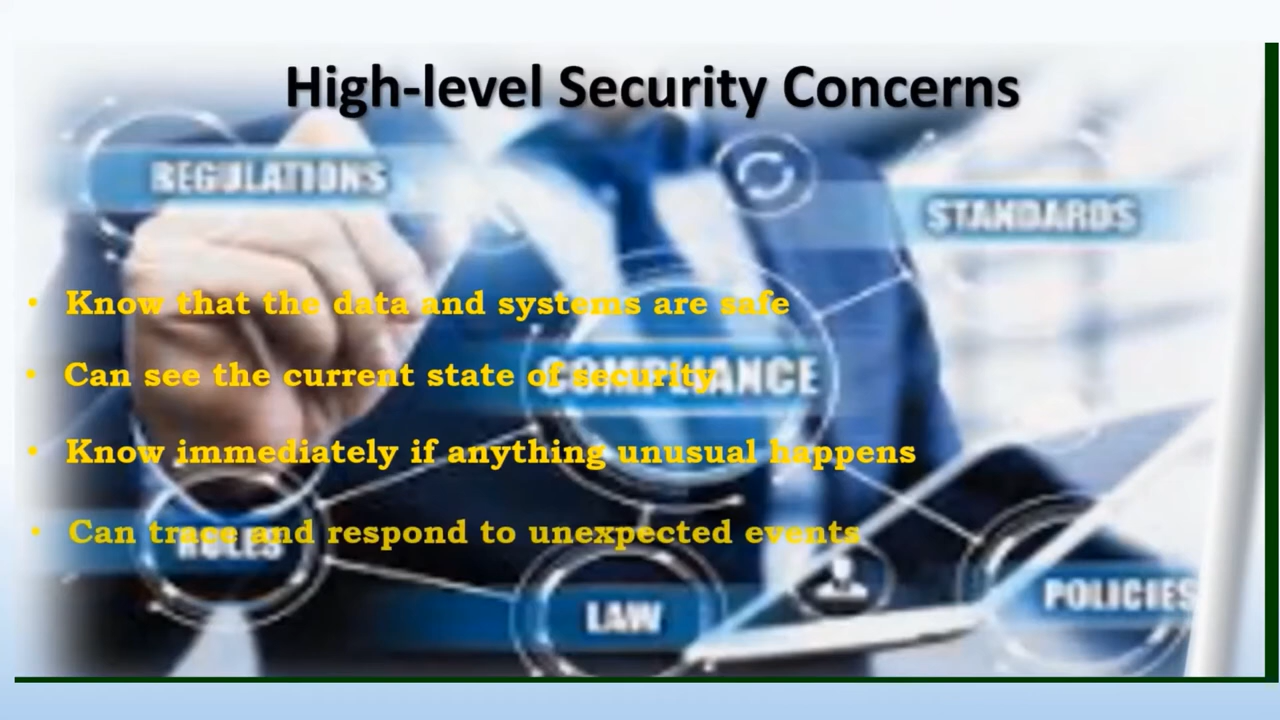 High-level Security Concerns
REGULATIONS
STANDARDS
• Know that the data and systems are safe
• Can see the current state of security
COMPLIANCE
• Know immediately if anything unusual happens
• Can trace and respond to unexpected events
RULES
POLICIES
LAW